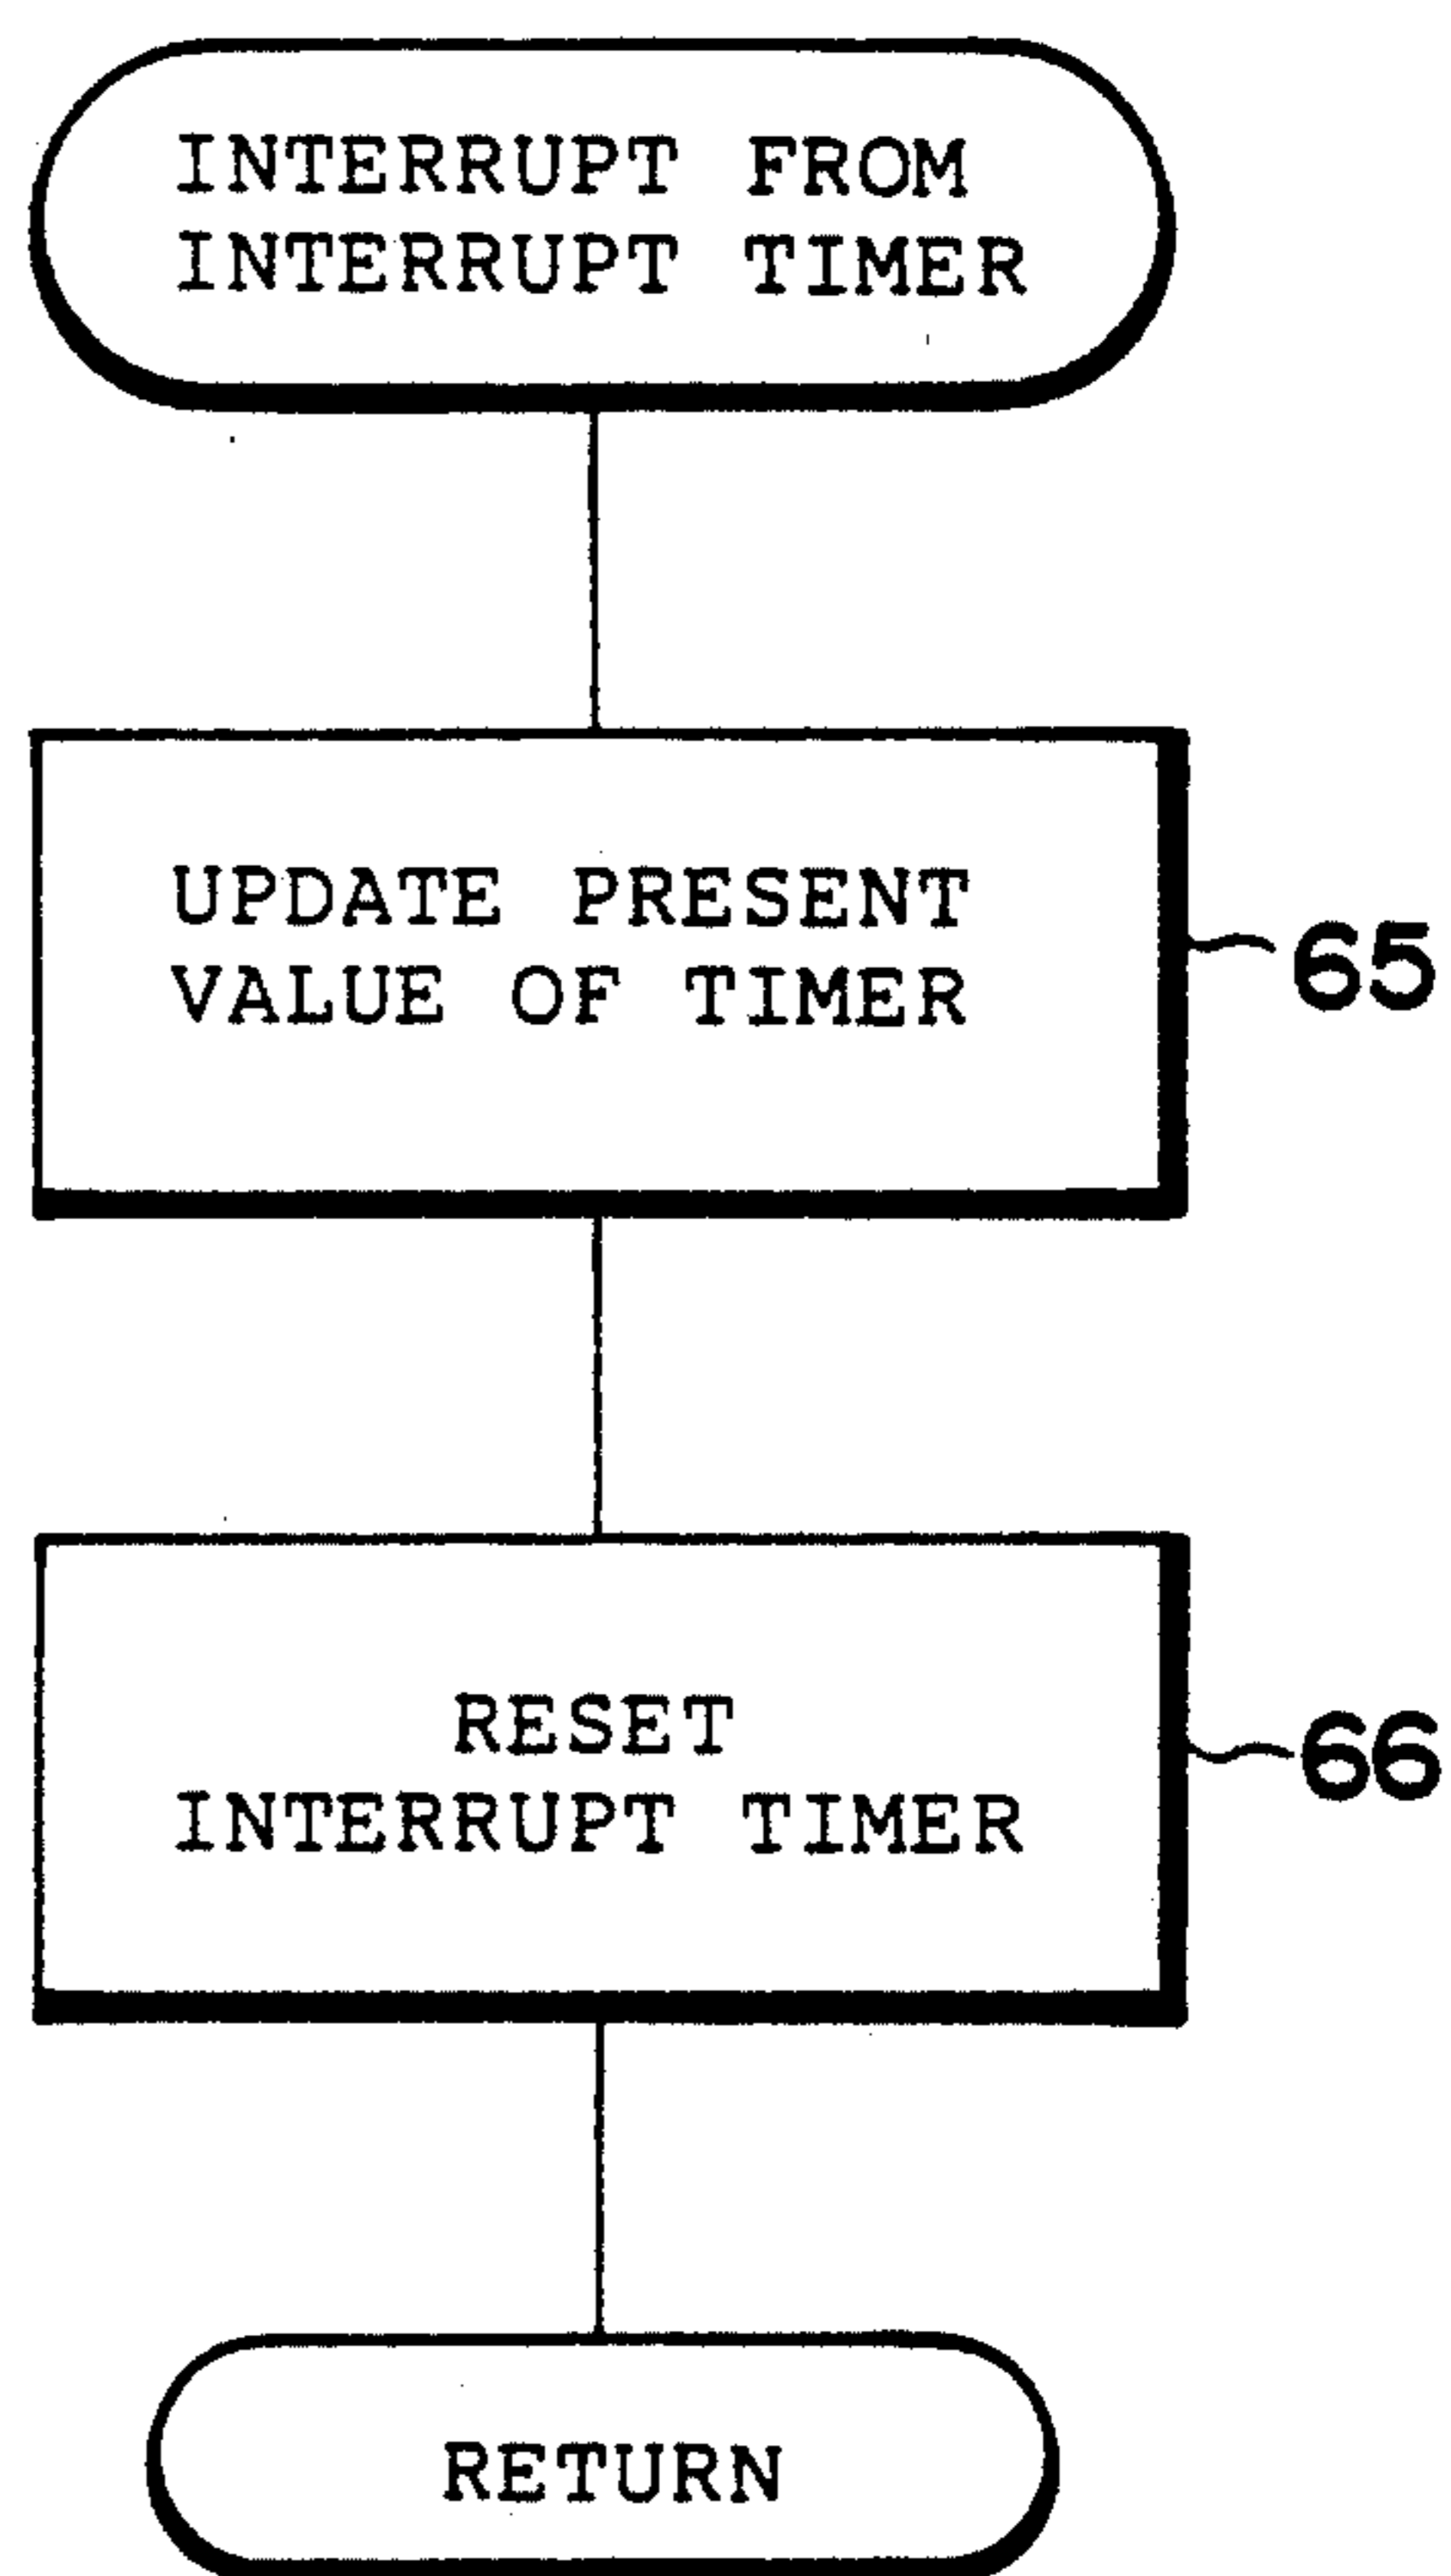 INTERRUPT FROM
INTERRUPT TIMER
UPDATE PRESENT
VALUE OF TIMER
65
RESET
INTERRUPT TIMER
66
RETURN